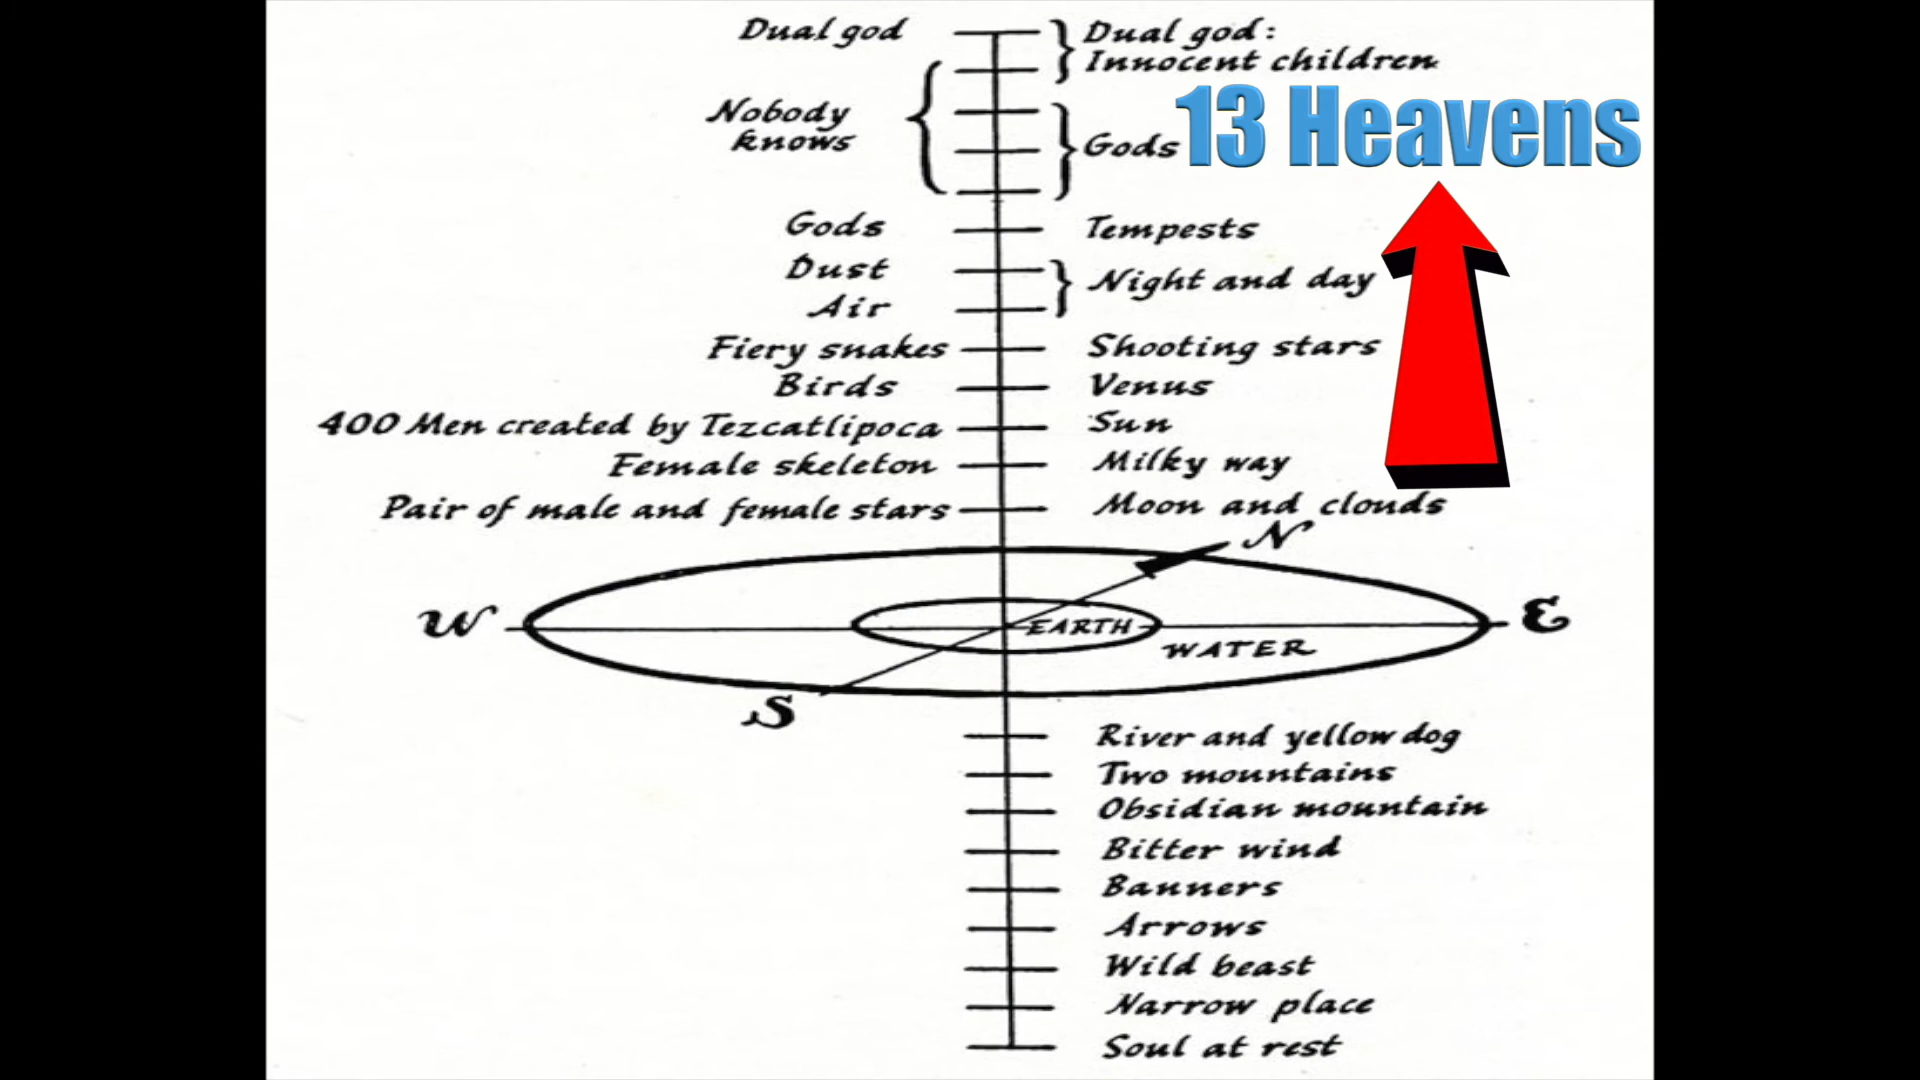 Dual god
Dual god:
Innocent children
13 Heavens
Nobody
knows
Gods
Gods
Tempests
Dust
Night and day
Air
Fiery snakes
Shooting stars
Birds
Venus
400 Men created by Tezcatlipoca
Sun
Female skeleton
Milky way
Pair of male and female stars
Moon and clouds
N
W
E
EARTH
WATER
S
River and yellow dog
Two mountains
Obsidian mountain
Bitter wind
Banners
Arrows
Wild beast
Narrow place
Soul at rest